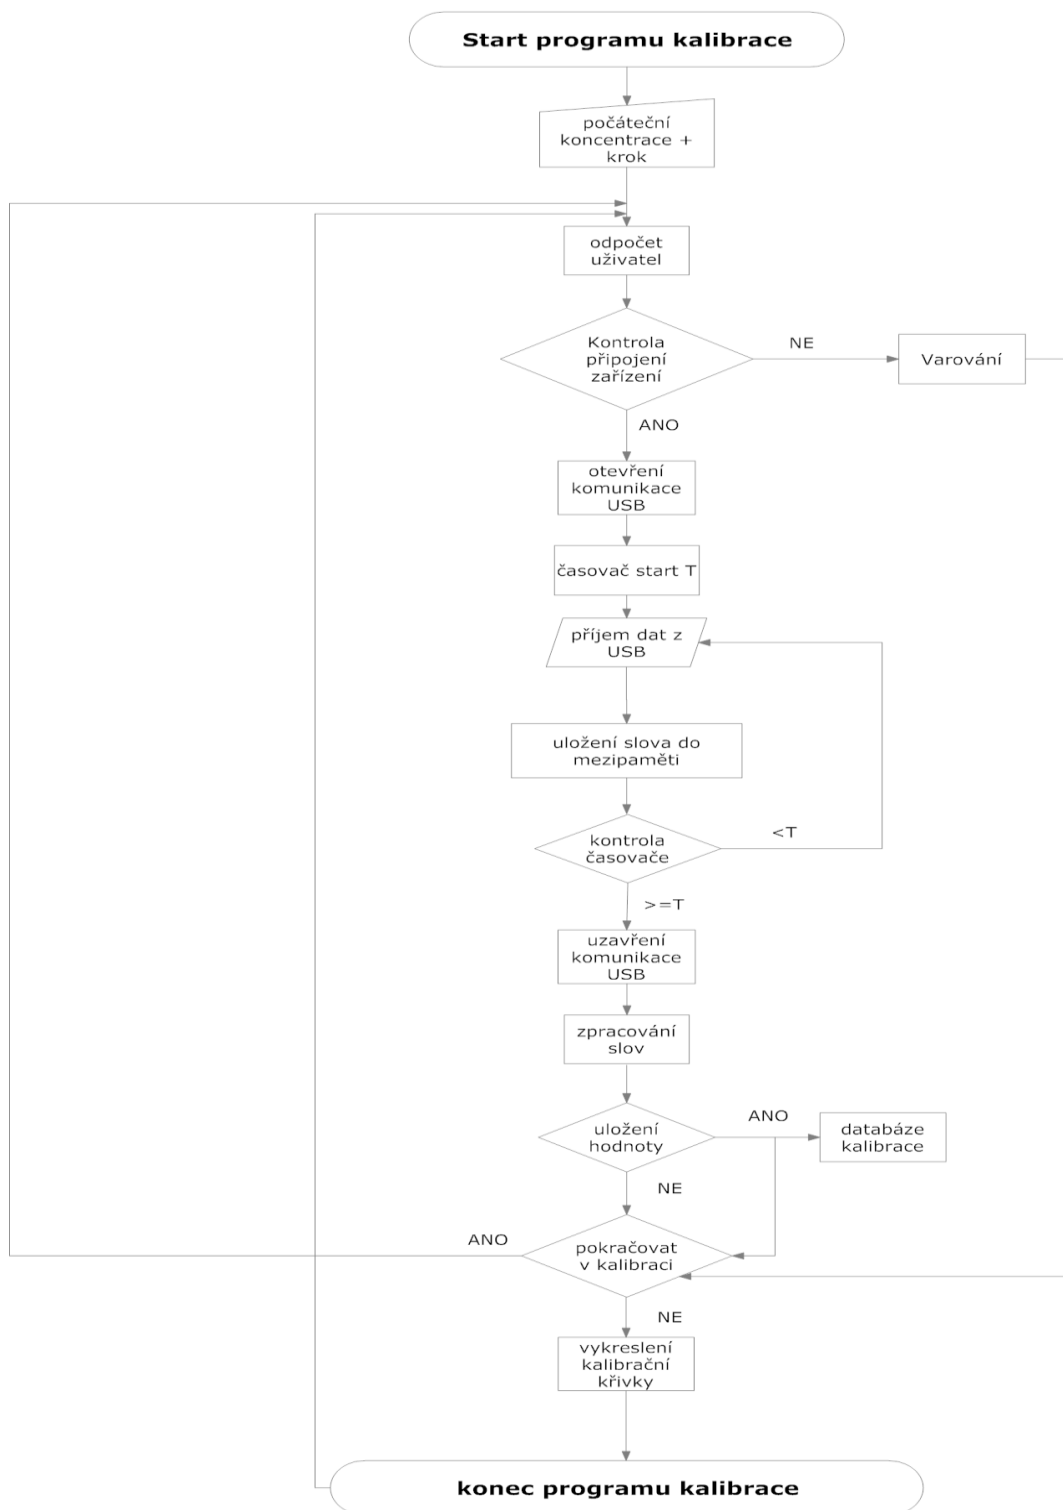 Start programu kalibrace
počáteční
koncentrace +
krok
odpočet
uživatel
Kontrola
připojení
zařízení
NE
Varování
ANO
otevření
komunikace
USB
časovač start T
příjem dat z
USB
uložení slova do
mezipaměti
kontrola
časovače
<T
>=T
uzavření
komunikace
USB
zpracování
slov
uložení
hodnoty
ANO
databáze
kalibrace
NE
pokračovat
v kalibraci
ANO
NE
vykreslení
kalibrační
křivky
konec programu kalibrace